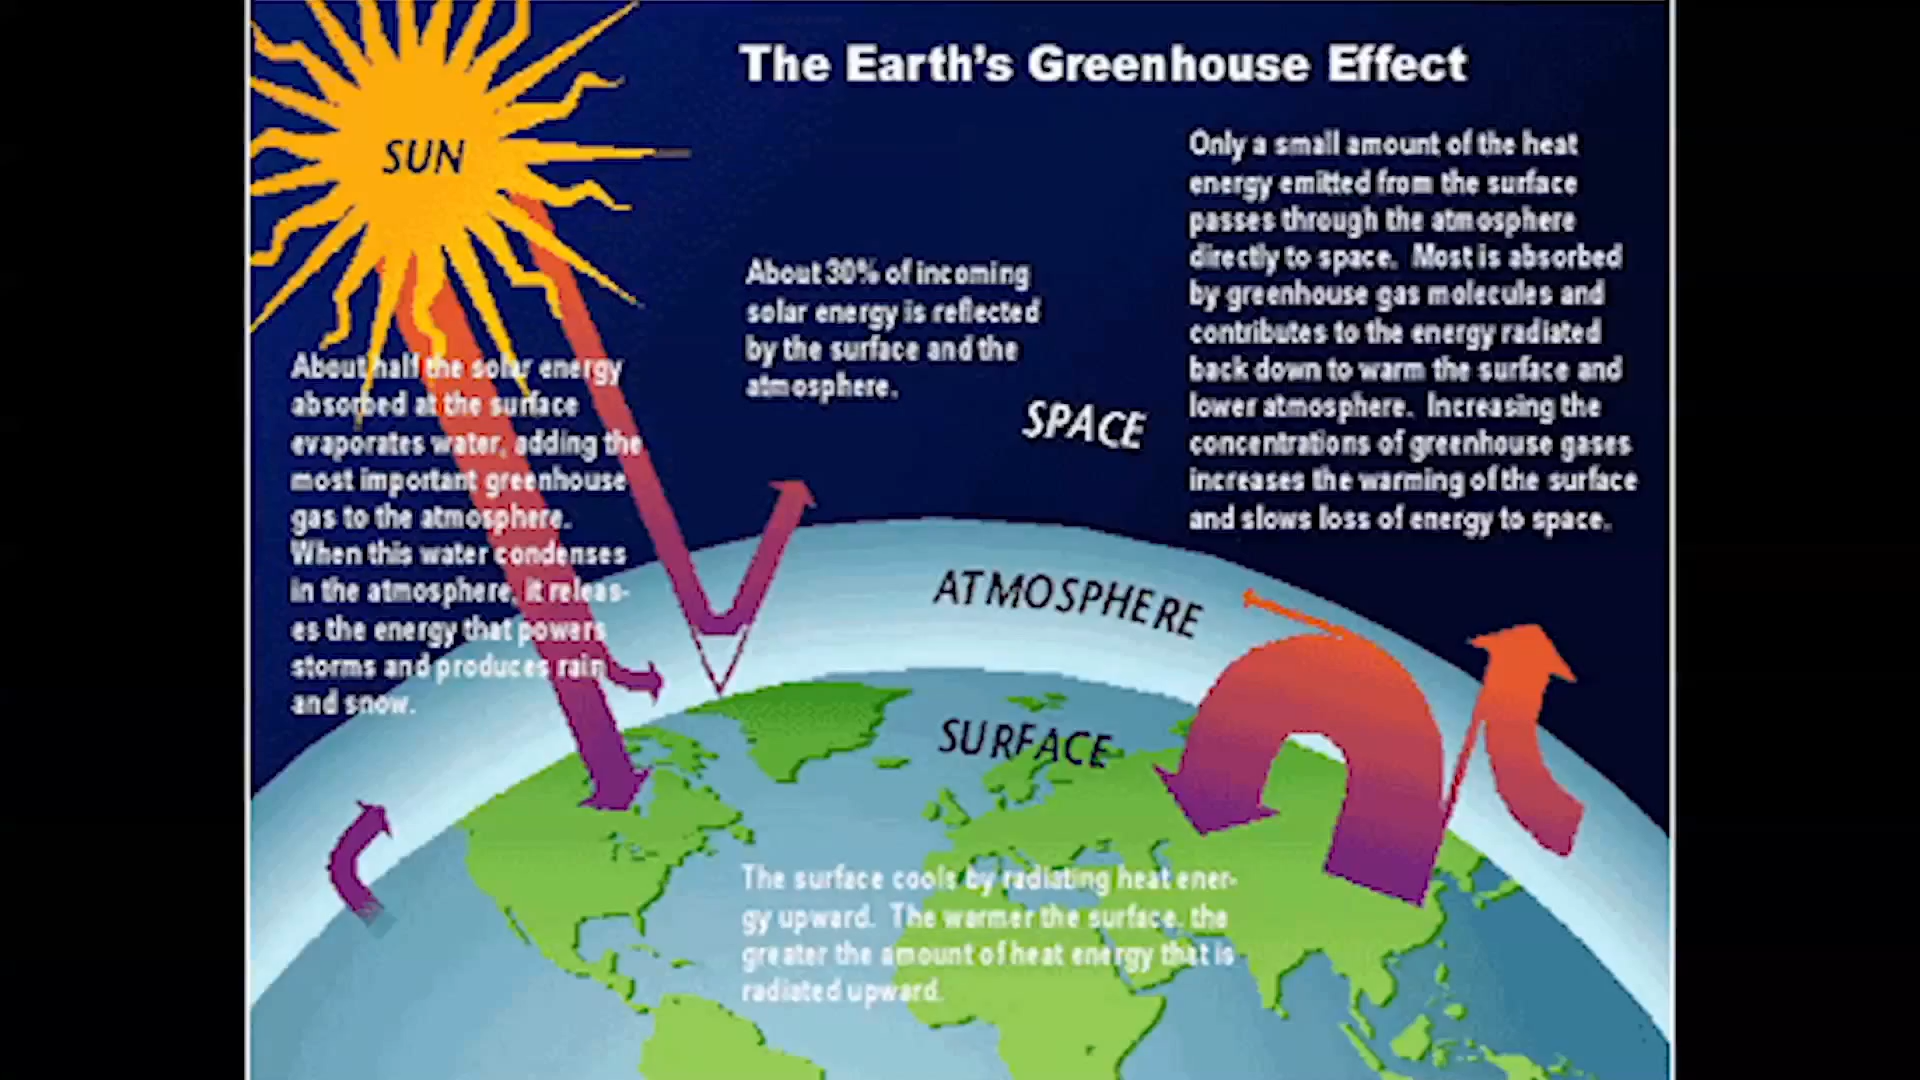 The Earth's Greenhouse Effect
SUN
Only a small amount of the heat
energy emitted from the surface
passes through the atmosphere
directly to space. Most is absorbed
by greenhouse gas molecules and
contributes to the energy radiated
back down to warm the surface and
lower atmosphere. Increasing the
concentrations of greenhouse gases
increases the warming of the surface
and slows loss of energy to space.
About 30% of incoming
solar energy is reflected
by the surface and the
atmosphere.
SPACE
About half the solar energy
absorbed at the surface
evaporates water, adding the
most important greenhouse
gas to the atmosphere.
When this water condenses
in the atmosphere, it releas-
es the energy that powers
storms and produces rain
and snow.
ATMOSPHERE
SURFACE
The surface cools by radiating heat ener-
gy upward. The warmer the surface, the
greater the amount of heat energy that is
radiated upward.